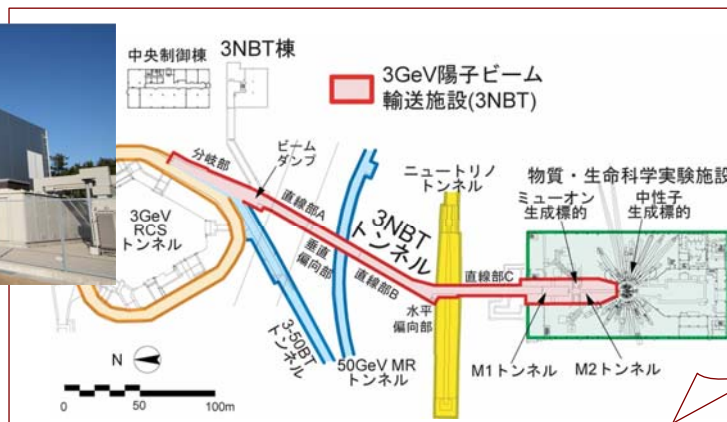 中央制御棟
3NBT棟
3GeV陽子ビーム
輸送施設(3NBT)
分岐部
ビーム
ダンプ
ニュートリノ
トンネル
物質・生命科学実験施設
ミューオン
生成標的
中性子
生成標的
3GeV
RCS
トンネル
直線部A
3NBT
トンネル
垂直
偏向部
直線部B
直線部C
水平
偏向部
3-50BT
トンネル
50GeV MR
トンネル
M1トンネル
M2トンネル
N
0
50
100m